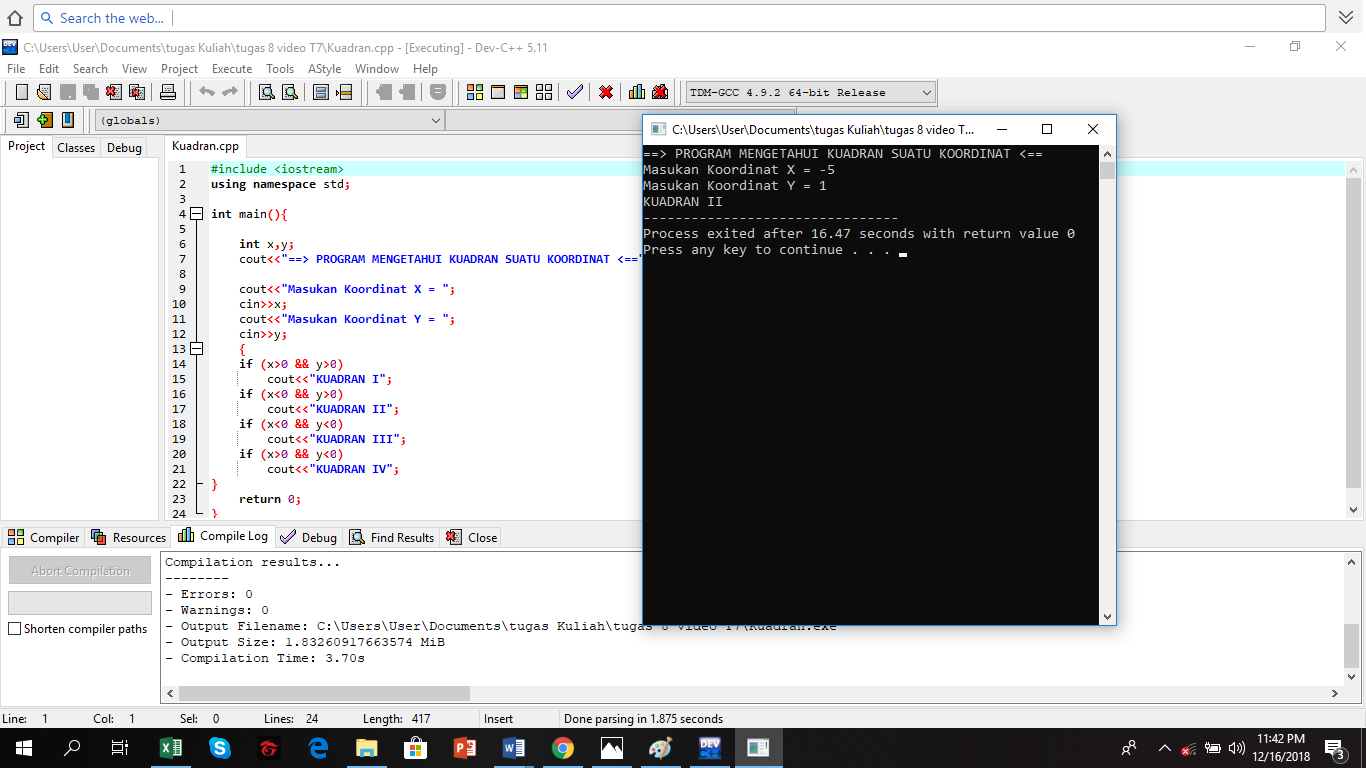 Search the web...
C:\Users\User\Documents\tugas Kuliah\tugas 8 video T7\Kuadran.cpp - [Executing] - Dev-C++ 5.11
File Edit Search View Project Execute Tools AStyle Window Help
TDM-GCC 4.9.2 64-bit Release
(globals)
Project Classes Debug
Kuadran.cpp
1 #include <iostream>
2 using namespace std;
3
4 int main(){
5
6 int x,y;
7 cout<<"==> PROGRAM MENGETAHUI KUADRAN SUATU KOORDINAT <=="
8
9 cout<<"Masukan Koordinat X = ";
10 cin>>x;
11 cout<<"Masukan Koordinat Y = ";
12 cin>>y;
13 {
14 if (x>0 && y>0)
15 cout<<"KUADRAN I";
16 if (x<0 && y>0)
17 cout<<"KUADRAN II";
18 if (x<0 && y<0)
19 cout<<"KUADRAN III";
20 if (x>0 && y<0)
21 cout<<"KUADRAN IV";
22 }
23 return 0;
24 }
C:\Users\User\Documents\tugas Kuliah\tugas 8 video T...
==> PROGRAM MENGETAHUI KUADRAN SUATU KOORDINAT <==
Masukan Koordinat X = -5
Masukan Koordinat Y = 1
KUADRAN II
--------------------------------
Process exited after 16.47 seconds with return value 0
Press any key to continue . . .
Compiler Resources Compile Log Debug Find Results Close
Abort Compilation
Shorten compiler paths
Compilation results...
--------
- Errors: 0
- Warnings: 0
- Output Filename: C:\Users\User\Documents\tugas Kuliah\tugas 8 video T7\Kuadran.exe
- Output Size: 1.83260917663574 MiB
- Compilation Time: 3.70s
Line: 1 Col: 1 Sel: 0 Lines: 24 Length: 417 Insert Done parsing in 1.875 seconds
11:42 PM
12/16/2018
3